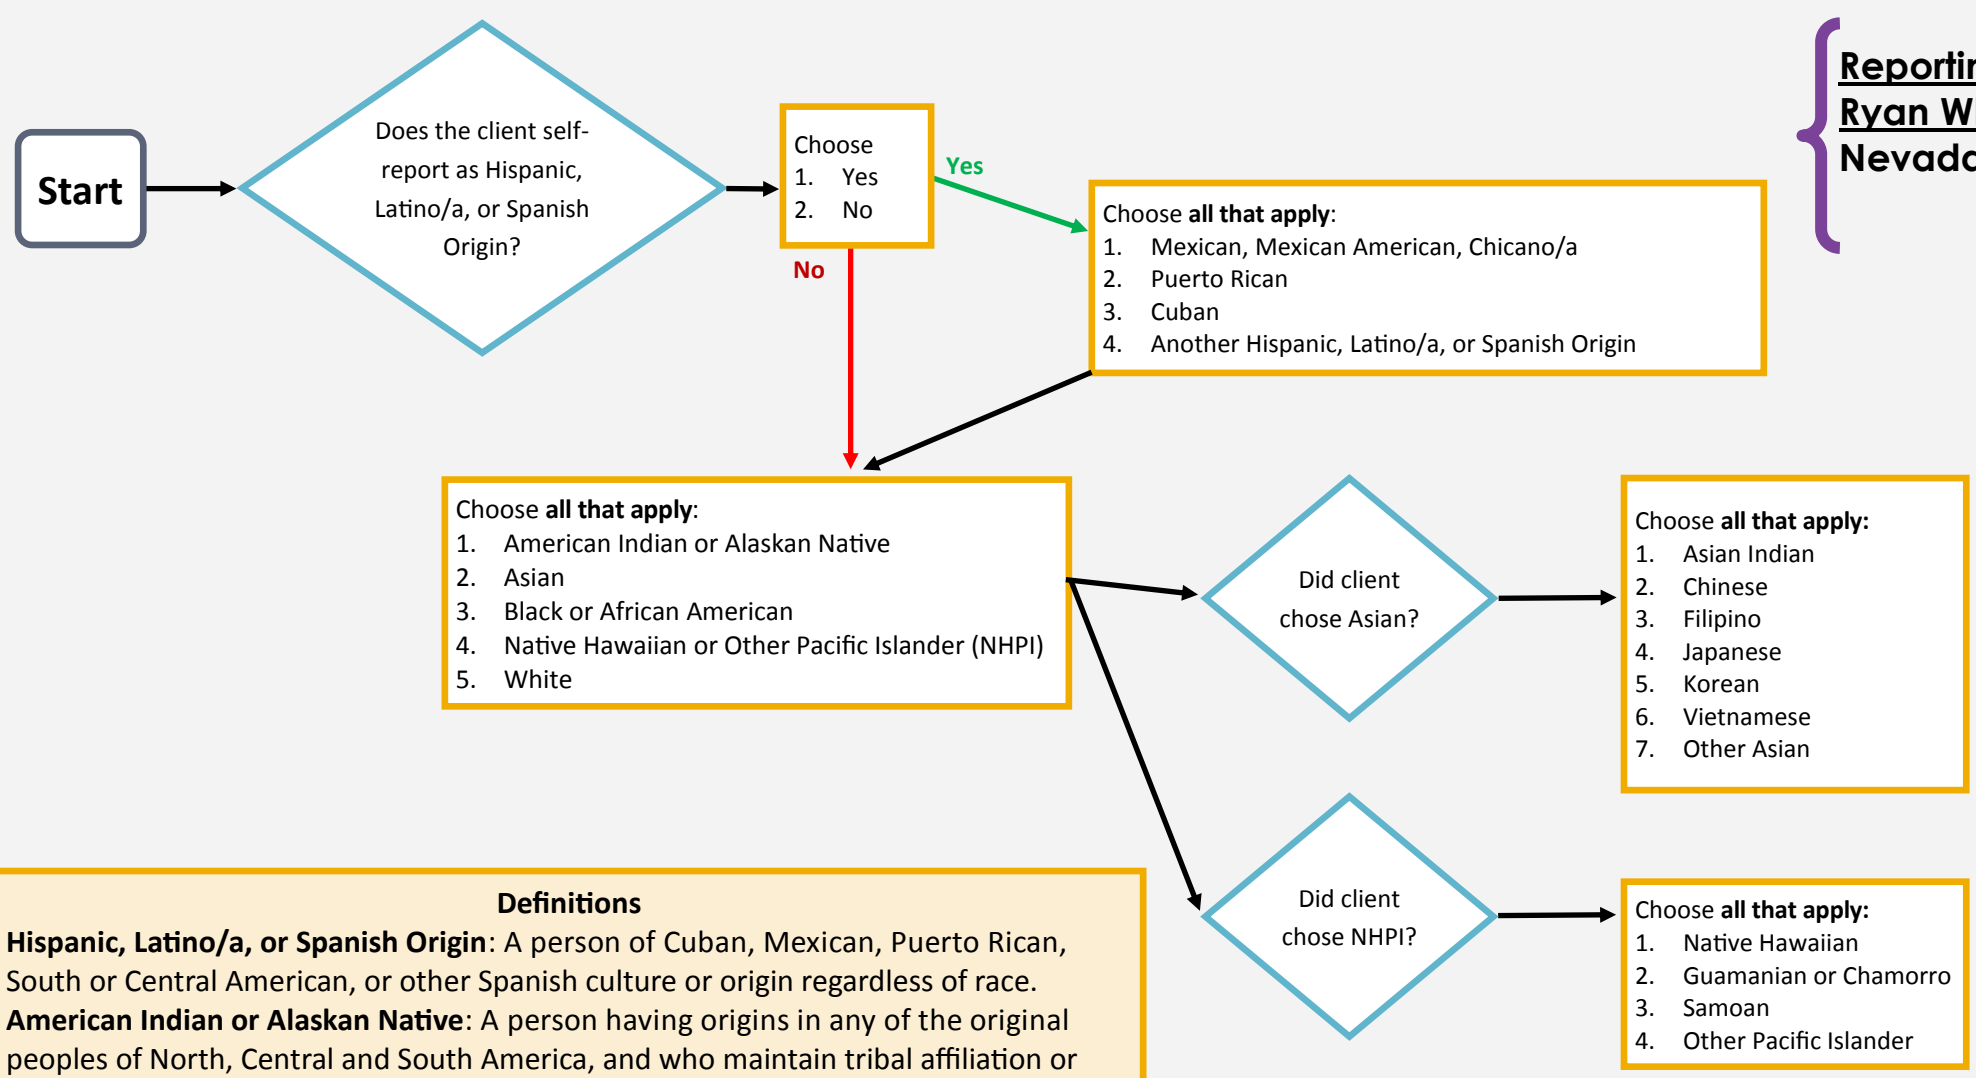 Start
Does the client self-
report as Hispanic,
Latino/a, or Spanish
Origin?
Choose
1. Yes
2. No
Yes
No
Choose all that apply:
1. Mexican, Mexican American, Chicano/a
2. Puerto Rican
3. Cuban
4. Another Hispanic, Latino/a, or Spanish Origin
Ryan
Choose all that apply:
1. American Indian or Alaskan Native
2. Asian
3. Black or African American
4. Native Hawaiian or Other Pacific Islander (NHPI)
5. White
Did client
chose Asian?
Choose all that apply:
1. Asian Indian
2. Chinese
3. Filipino
4. Japanese
5. Korean
6. Vietnamese
7. Other Asian
Did client
chose NHPI?
Choose all that apply:
1. Native Hawaiian
2. Guamanian or Chamorro
3. Samoan
4. Other Pacific Islander
Definitions
Hispanic, Latino/a, or Spanish Origin: A person of Cuban, Mexican, Puerto Rican,
South or Central American, or other Spanish culture or origin regardless of race.
American Indian or Alaskan Native: A person having origins in any of the original
peoples of North, Central and South America, and who maintain tribal affiliation or